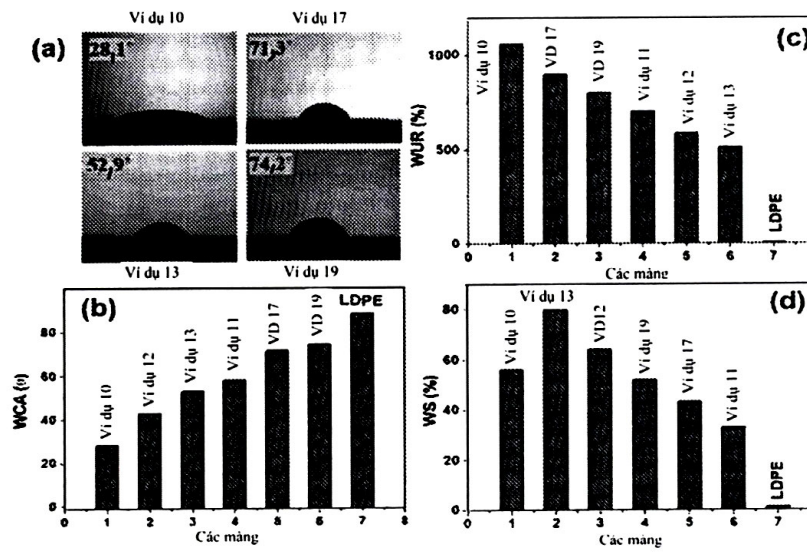 Ví dụ 10
Ví dụ 17
(a)
28,1°
71,3°
52,9°
74,2°
Ví dụ 13
Ví dụ 19
(b)
WCA (o)
80
60
40
20
0
Ví dụ 10
Ví dụ 12
Ví dụ 13
Ví dụ 11
VD 17
VD 19
LDPE
0 1 2 3 4 5 6 7 8
Các màng
(c)
WUR (%)
1000
500
0
Ví dụ 10
VD 17
VD 19
Ví dụ 11
Ví dụ 12
Ví dụ 13
LDPE
0 1 2 3 4 5 6 7
Các màng
(d)
WS (%)
80
60
40
20
0
Ví dụ 10
Ví dụ 13
VD12
Ví dụ 19
Ví dụ 17
Ví dụ 11
LDPE
0 1 2 3 4 5 6 7
Các màng